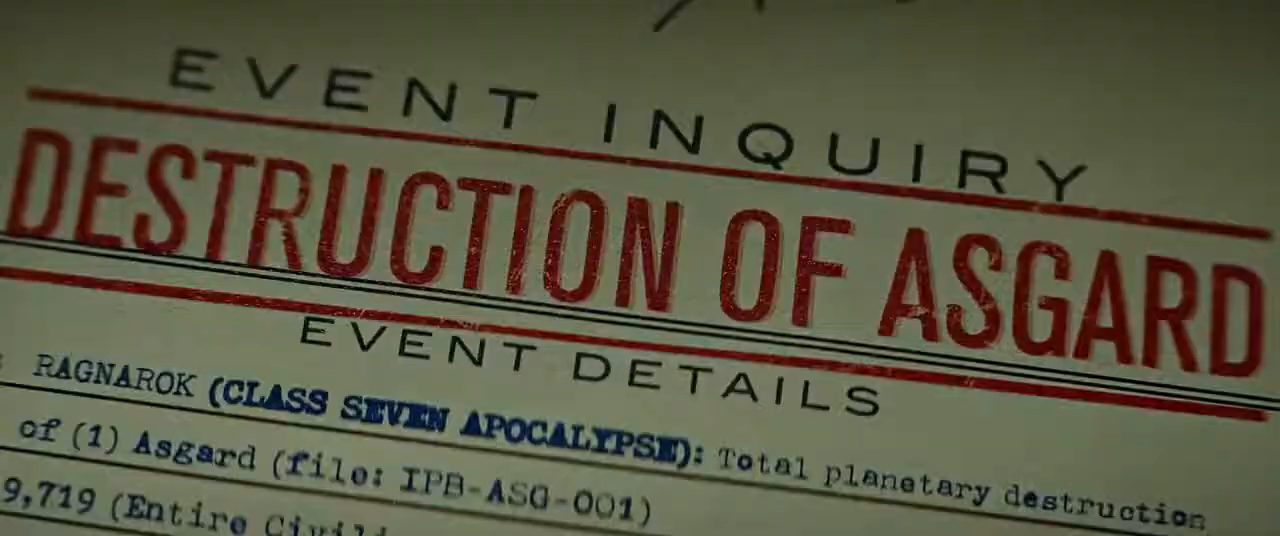 EVENT INQUIRY
DESTRUCTION OF ASGARD
EVENT DETAILS
RAGNAROK (CLASS SEVEN APOCALYPSE): Total planetary destruction
of (1) Asgard (file: IPB-ASG-001)
9,719 (Entire